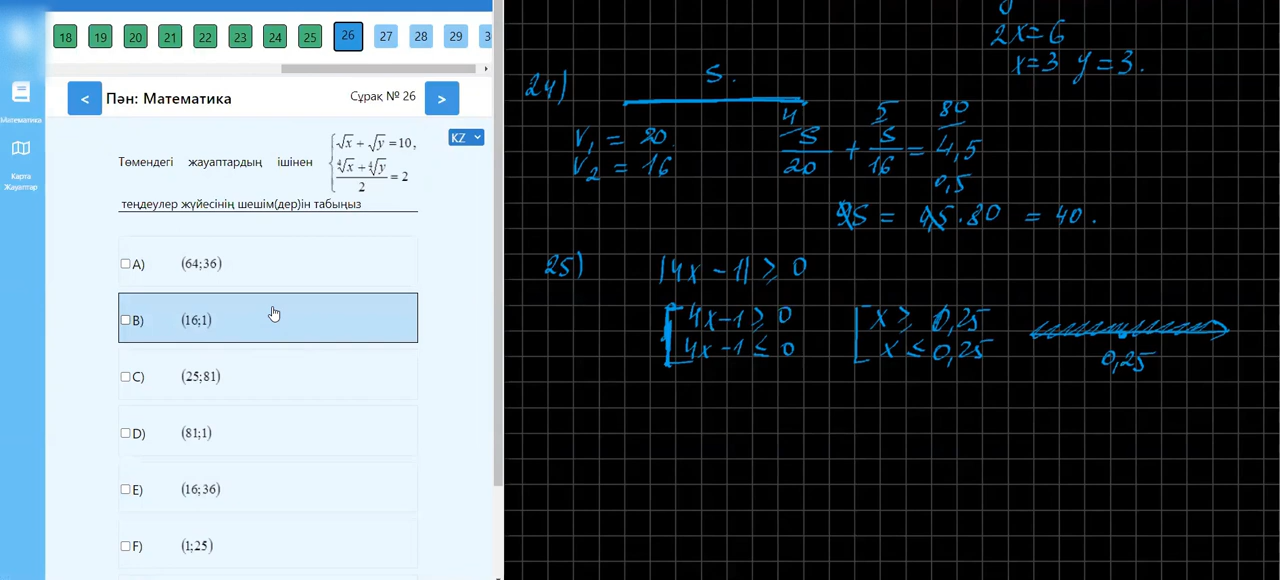 18 19 20 21 22 23 24 25 26 27 28 29
< Пән: Математика Сұрақ № 26 >
Математика
Карта
Жауаптар
KZ
Төмендегі жауаптардың ішінен
√x + √y = 10,
(∜x + ∜y)/2 = 2
теңдеулер жүйесінің шешім(дер)ін табыңыз
A) (64;36)
B) (16;1)
C) (25;81)
D) (81;1)
E) (16;36)
F) (1;25)
2x=6
x=3 y=3.
24) S.
V₁ = 20.
V₂ = 16
4 5 80
S/20 + S/16 = 4,5
0,5
9S = 4,5·80 = 40.
25) |4x-1| ≥ 0
4x-1 ≥ 0 x ≥ 0,25
4x-1 ≤ 0 x ≤ 0,25
0,25